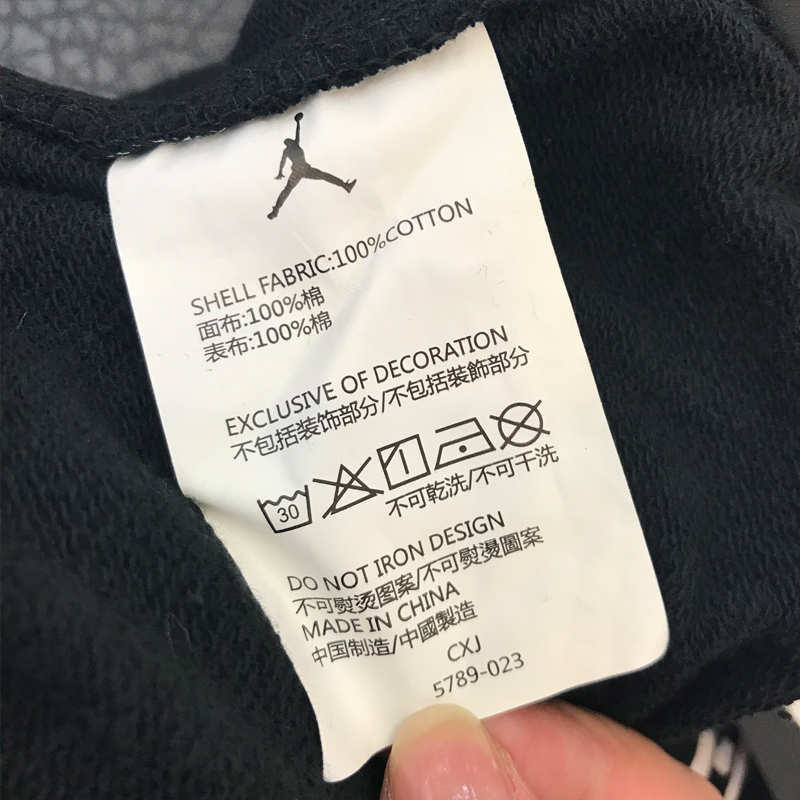 SHELL FABRIC:100%COTTON
面布:100%棉
表布:100%棉
EXCLUSIVE OF DECORATION
不包括装饰部分/不包括裝飾部分
30
不可乾洗/不可干洗
DO NOT IRON DESIGN
不可熨烫图案/不可熨燙圖案
MADE IN CHINA
中国制造/中國製造
CXJ
5789-023